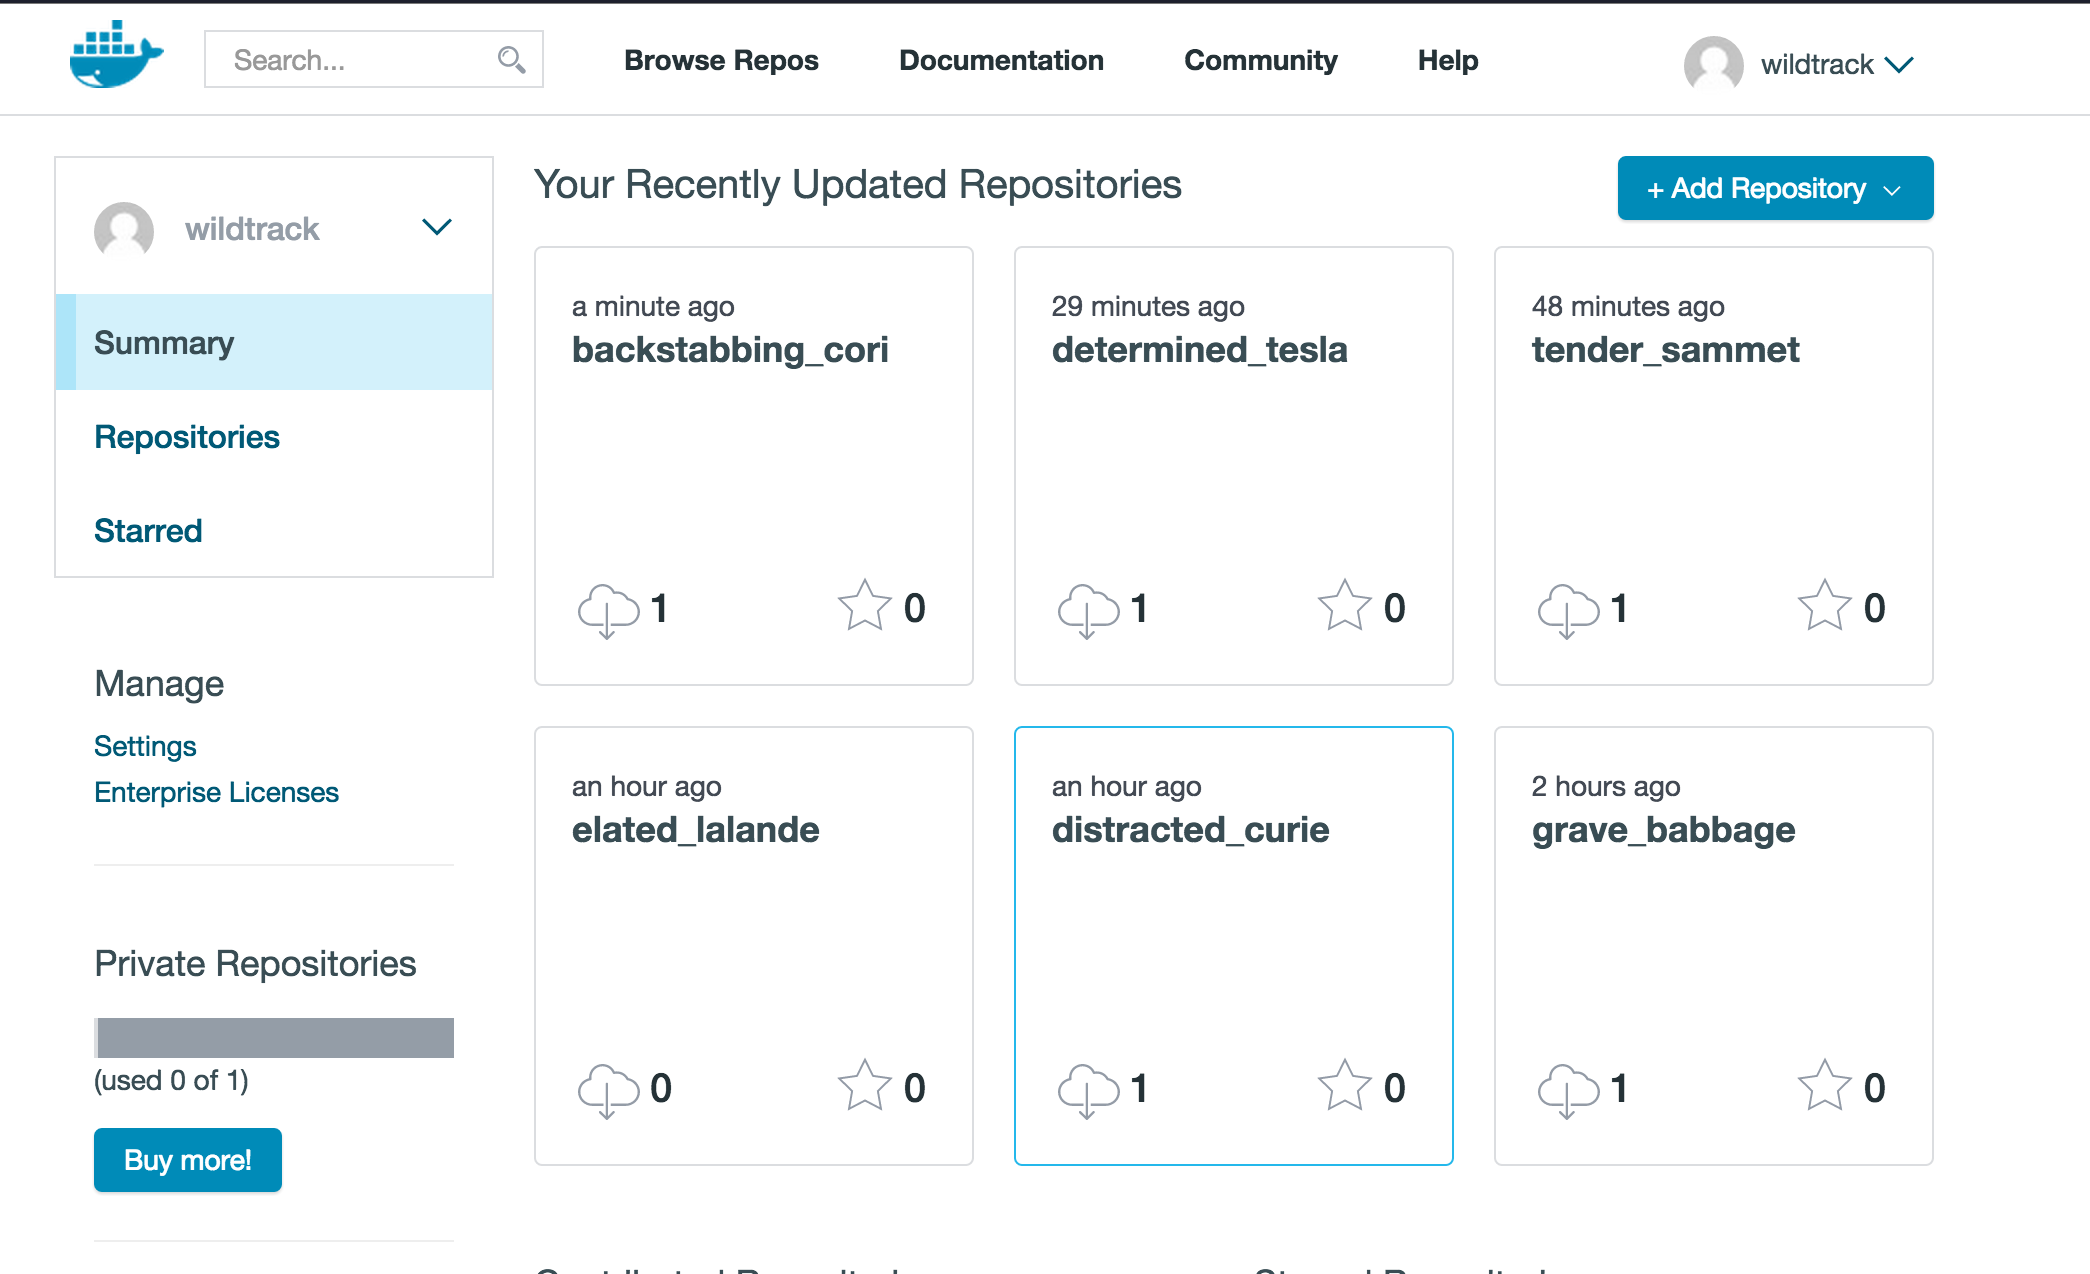 Search...
Browse Repos
Documentation
Community
Help
wildtrack
wildtrack
Summary
Repositories
Starred
Manage
Settings
Enterprise Licenses
Private Repositories
(used 0 of 1)
Buy more!
Your Recently Updated Repositories
+ Add Repository
a minute ago
backstabbing_cori
1
0
29 minutes ago
determined_tesla
1
0
48 minutes ago
tender_sammet
1
0
an hour ago
elated_lalande
0
0
an hour ago
distracted_curie
1
0
2 hours ago
grave_babbage
1
0